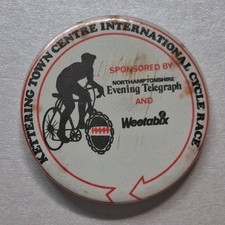 KETTERING TOWN CENTRE INTERNATIONAL CYCLE RACE
SPONSORED BY
NORTHAMPTONSHIRE
Evening Telegraph
AND
Weetabix